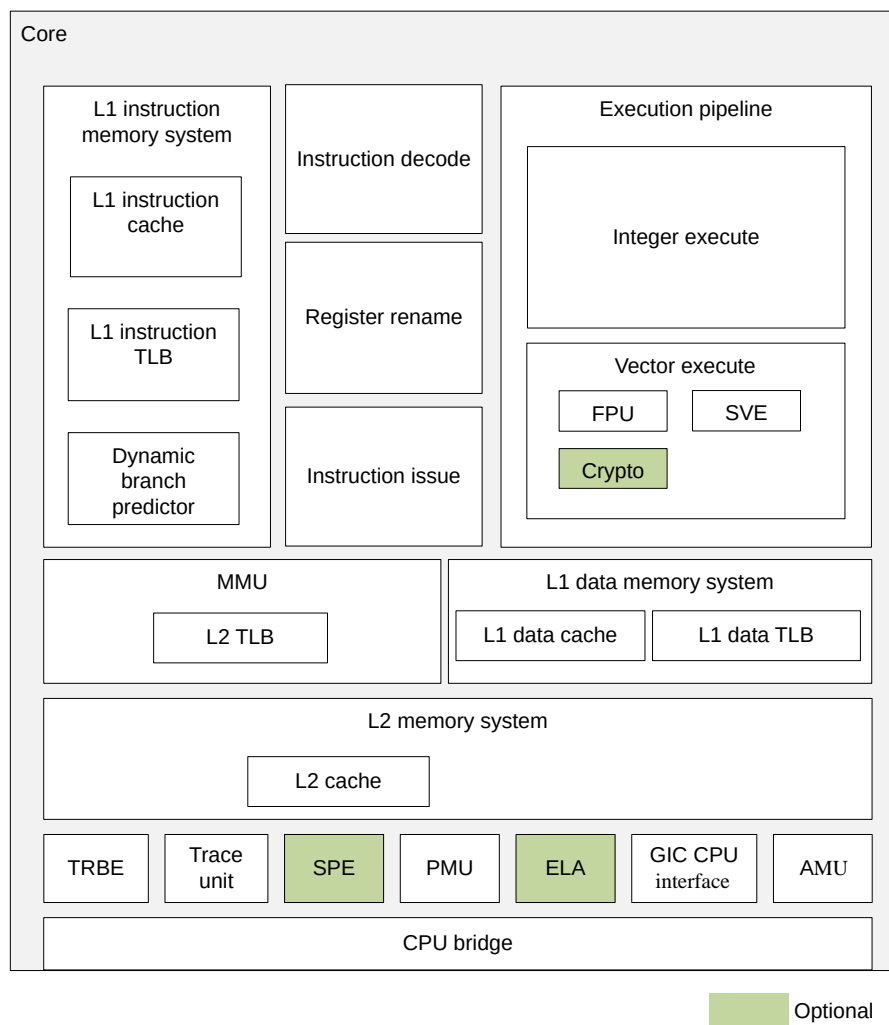 Core
L1 instruction
memory system
L1 instruction
cache
L1 instruction
TLB
Dynamic
branch
predictor
Instruction decode
Register rename
Instruction issue
Execution pipeline
Integer execute
Vector execute
FPU
SVE
Crypto
MMU
L2 TLB
L1 data memory system
L1 data cache
L1 data TLB
L2 memory system
L2 cache
TRBE
Trace
unit
SPE
PMU
ELA
GIC CPU
interface
AMU
CPU bridge
Optional